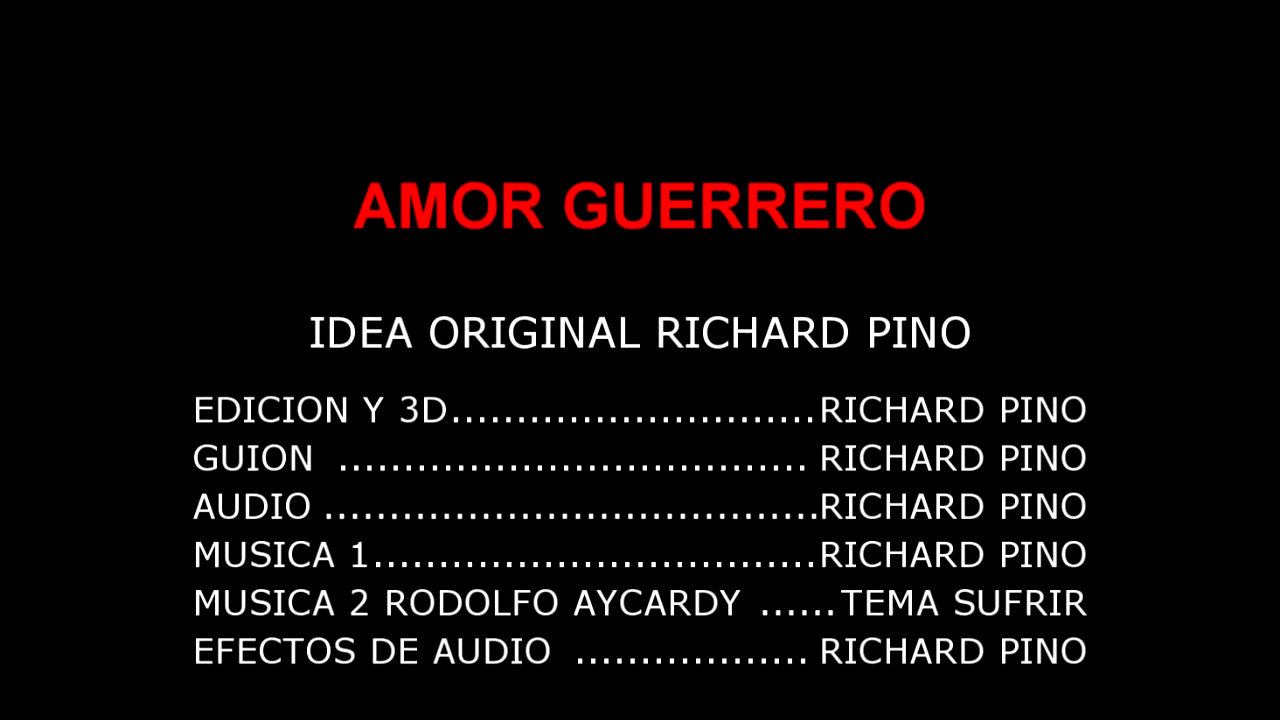 AMOR GUERRERO
IDEA ORIGINAL RICHARD PINO
EDICION Y 3D............................RICHARD PINO
GUION .................................... RICHARD PINO
AUDIO ......................................RICHARD PINO
MUSICA 1..................................RICHARD PINO
MUSICA 2 RODOLFO AYCARDY ......TEMA SUFRIR
EFECTOS DE AUDIO .................. RICHARD PINO